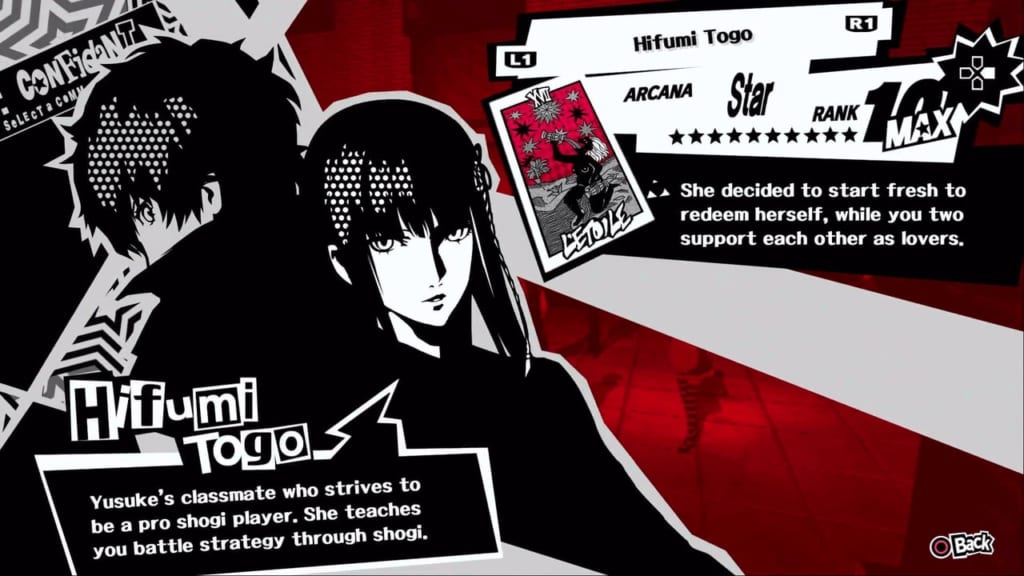 CONFIDANT
L1
Hifumi Togo
R1
ARCANA
Star
RANK
10
MAX
XVII
L'ETOILE
She decided to start fresh to
redeem herself, while you two
support each other as lovers.
Hifumi
Togo
Yusuke's classmate who strives to
be a pro shogi player. She teaches
you battle strategy through shogi.
Back